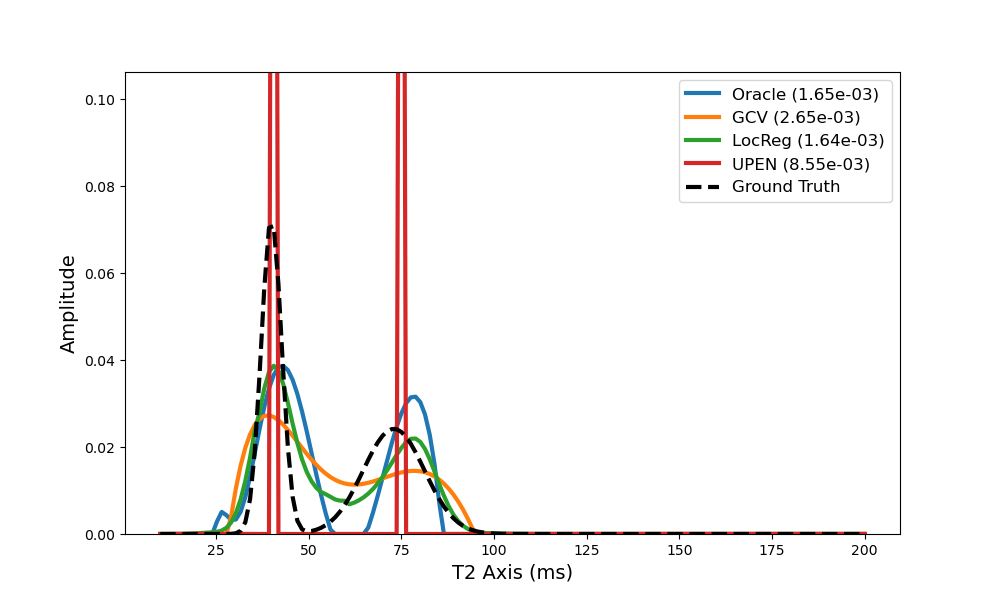 0.10
0.08
0.06
0.04
0.02
0.00
Amplitude
25 50 75 100 125 150 175 200
T2 Axis (ms)
Oracle (1.65e-03)
GCV (2.65e-03)
LocReg (1.64e-03)
UPEN (8.55e-03)
Ground Truth